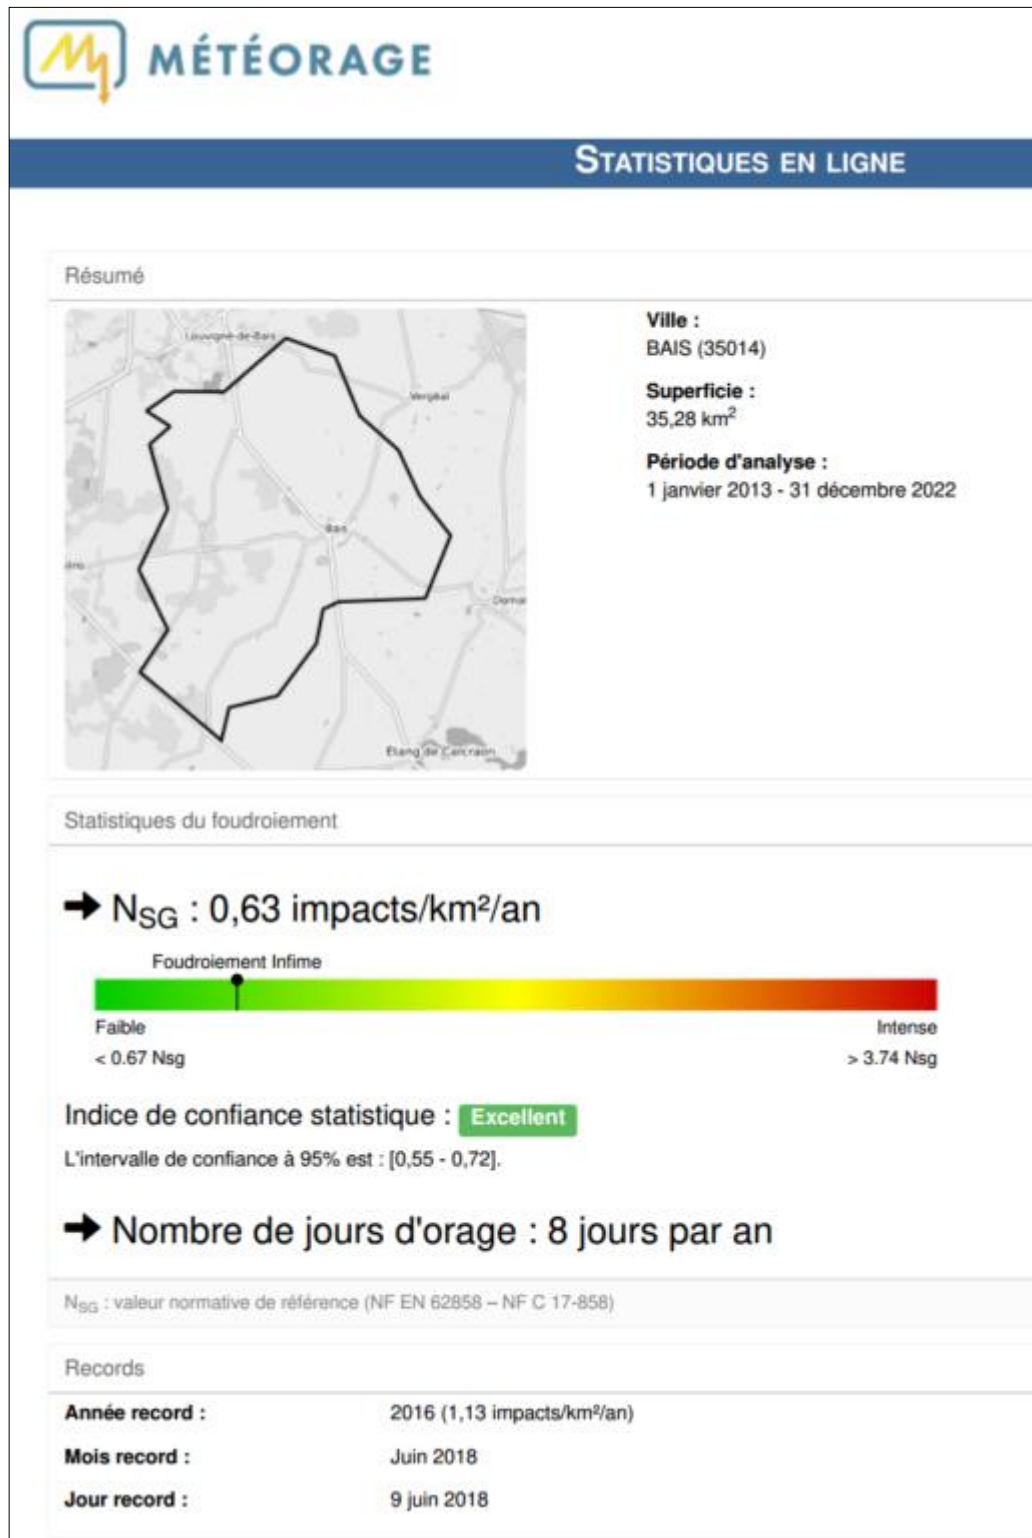 MÉTÉORAGE
STATISTIQUES EN LIGNE
Résumé
Louvigné-de-Bais
Vergéal
Bais
Domal
Étang de Carcraon
Ville :
BAIS (35014)
Superficie :
35,28 km²
Période d'analyse :
1 janvier 2013 - 31 décembre 2022
Statistiques du foudroiement
➔ NSG : 0,63 impacts/km²/an
Foudroiement Infime
Faible
Intense
< 0.67 Nsg
> 3.74 Nsg
Indice de confiance statistique : Excellent
L'intervalle de confiance à 95% est : [0,55 - 0,72].
➔ Nombre de jours d'orage : 8 jours par an
NSG : valeur normative de référence (NF EN 62858 – NF C 17-858)
Records
Année record : 2016 (1,13 impacts/km²/an)
Mois record : Juin 2018
Jour record : 9 juin 2018